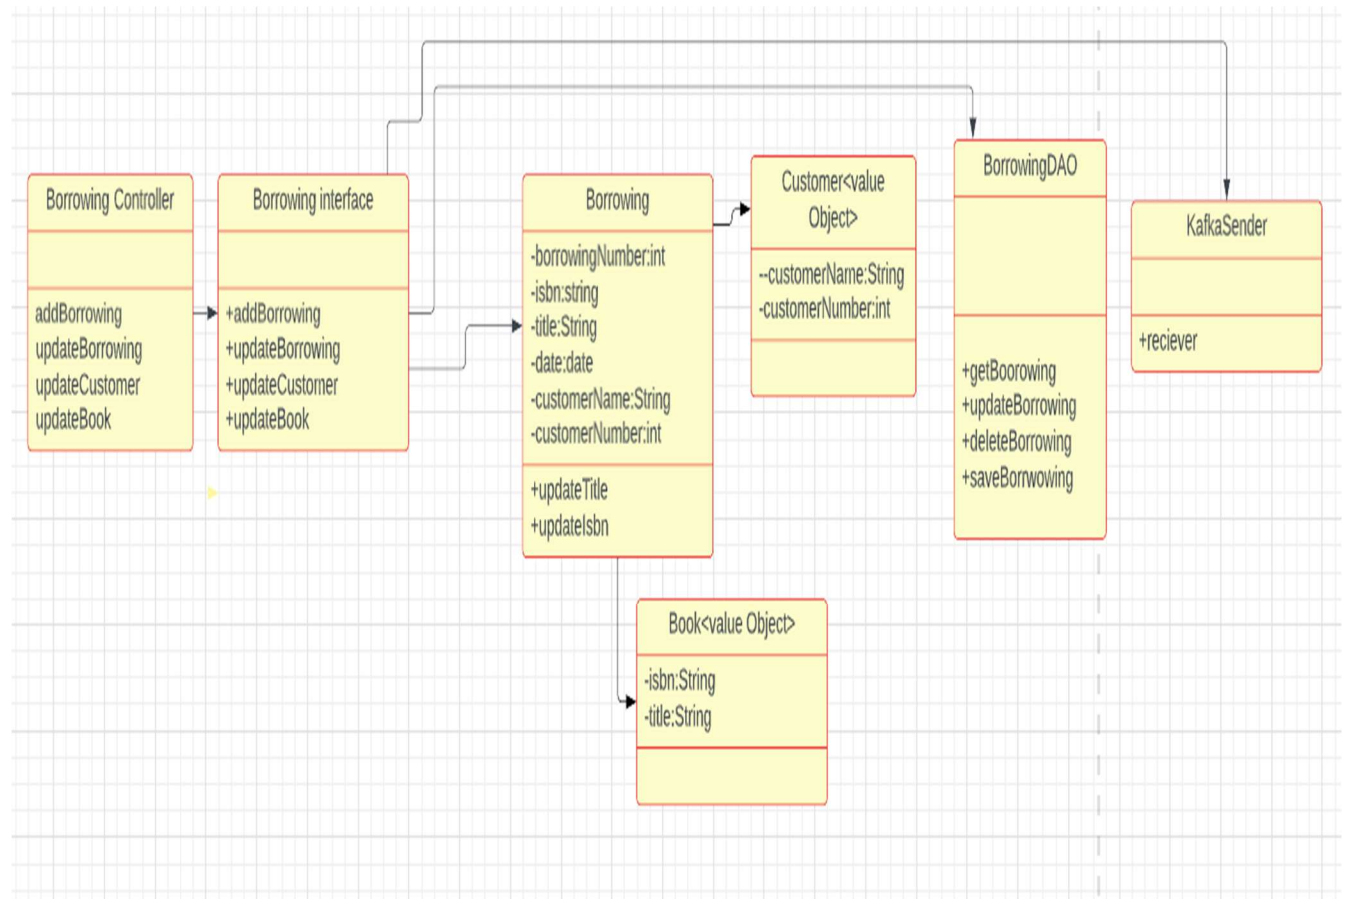 Borrowing Controller
addBorrowing
updateBorrowing
updateCustomer
updateBook
Borrowing interface
+addBorrowing
+updateBorrowing
+updateCustomer
+updateBook
Borrowing
-borrowingNumber:int
-isbn:string
-title:String
-date:date
-customerName:String
-customerNumber:int
+updateTitle
+updateIsbn
Customer<value
Object>
--customerName:String
-customerNumber:int
BorrowingDAO
+getBoorowing
+updateBorrowing
+deleteBorrowing
+saveBorrwowing
KafkaSender
+reciever
Book<value Object>
-isbn:String
-title:String